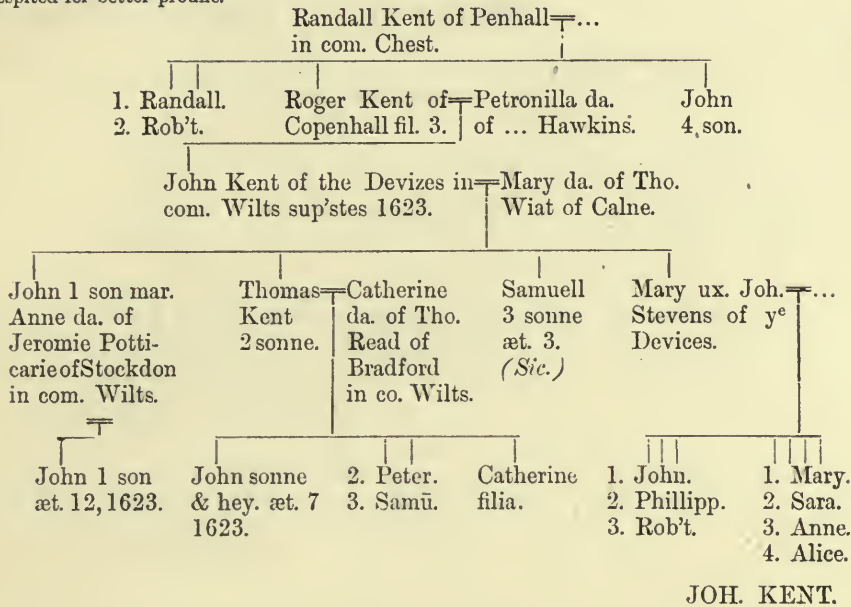 Randall Kent of Penhall=...
in com. Chest.
1. Randall.
2. Rob't.
Roger Kent of=Petronilla da.
Copenhall fil. 3. of ... Hawkins.
John
4 son.
John Kent of the Devizes in=Mary da. of Tho.
com. Wilts sup'stes 1623. Wiat of Calne.
John 1 son mar.
Anne da. of
Jeromie Potti-
carie of Stockdon
in com. Wilts.
Thomas=Catherine
Kent da. of Tho.
2 sonne. Read of
Bradford
in co. Wilts.
Samuell
3 sonne
æt. 3.
(Sic.)
Mary ux. Joh.=...
Stevens of yᵉ
Devices.
John 1 son
æt. 12, 1623.
John sonne
& hey. æt. 7
1623.
2. Peter.
3. Samū.
Catherine
filia.
1. John.
2. Phillipp.
3. Rob't.
1. Mary.
2. Sara.
3. Anne.
4. Alice.
JOH. KENT.